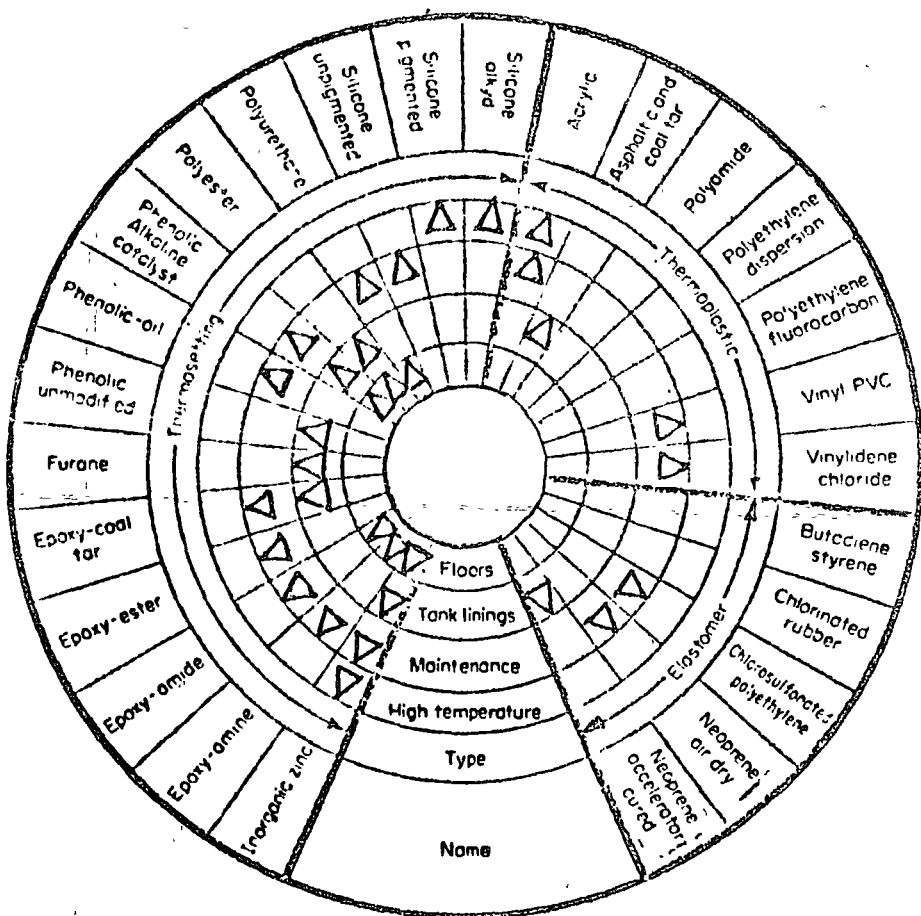 Silicone
alkyd
Silicone
pigmented
Silicone
unpigmented
Polyurethane
Polyester
Phenolic
Alkaline
catalyst
Phenolic-oil
Phenolic
unmodified
Furane
Epoxy-coal
tar
Epoxy-ester
Epoxy-amide
Epoxy-amine
Inorganic zinc
Acrylic
Asphaltic and
coal tar
Polyamide
Polyethylene
dispersion
Polyethylene
fluorocarbon
Vinyl PVC
Vinylidene
chloride
Butadiene
styrene
Chlorinated
rubber
Chlorosulfonated
polyethylene
Neoprene
air dry
Neoprene
accelerator
cured
Thermosetting
Thermoplastic
Elastomer
Floors
Tank linings
Maintenance
High temperature
Type
Name